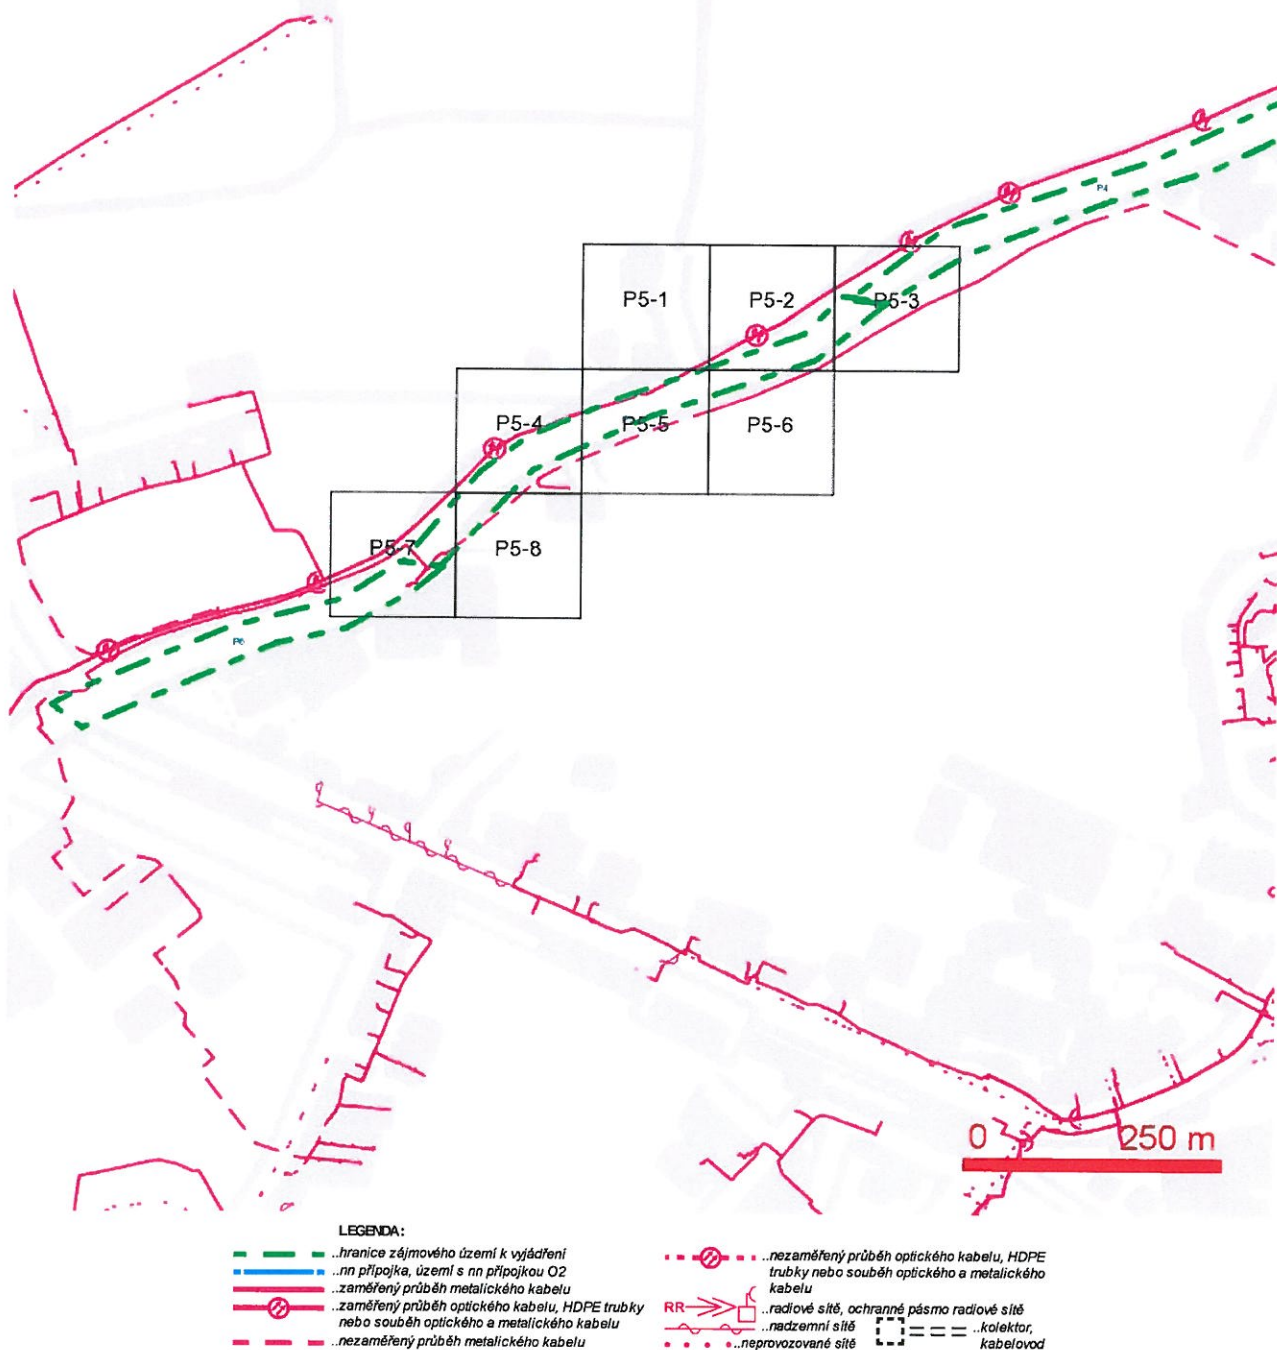 P4
P5-1
P5-2
P5-3
P5-4
P5-5
P5-6
P5-7
P5-8
P6
0 250 m
LEGENDA:
..hranice zájmového území k vyjádření
..nn přípojka, území s nn přípojkou O2
..zaměřený průběh metalického kabelu
..zaměřený průběh optického kabelu, HDPE trubky
nebo souběh optického a metalického kabelu
..nezaměřený průběh metalického kabelu
..nezaměřený průběh optického kabelu, HDPE
trubky nebo souběh optického a metalického
kabelu
RR ..radiové sítě, ochranné pásmo radiové sítě
..nadzemní sítě
..neprovozované sítě
..kolektor,
kabelovod